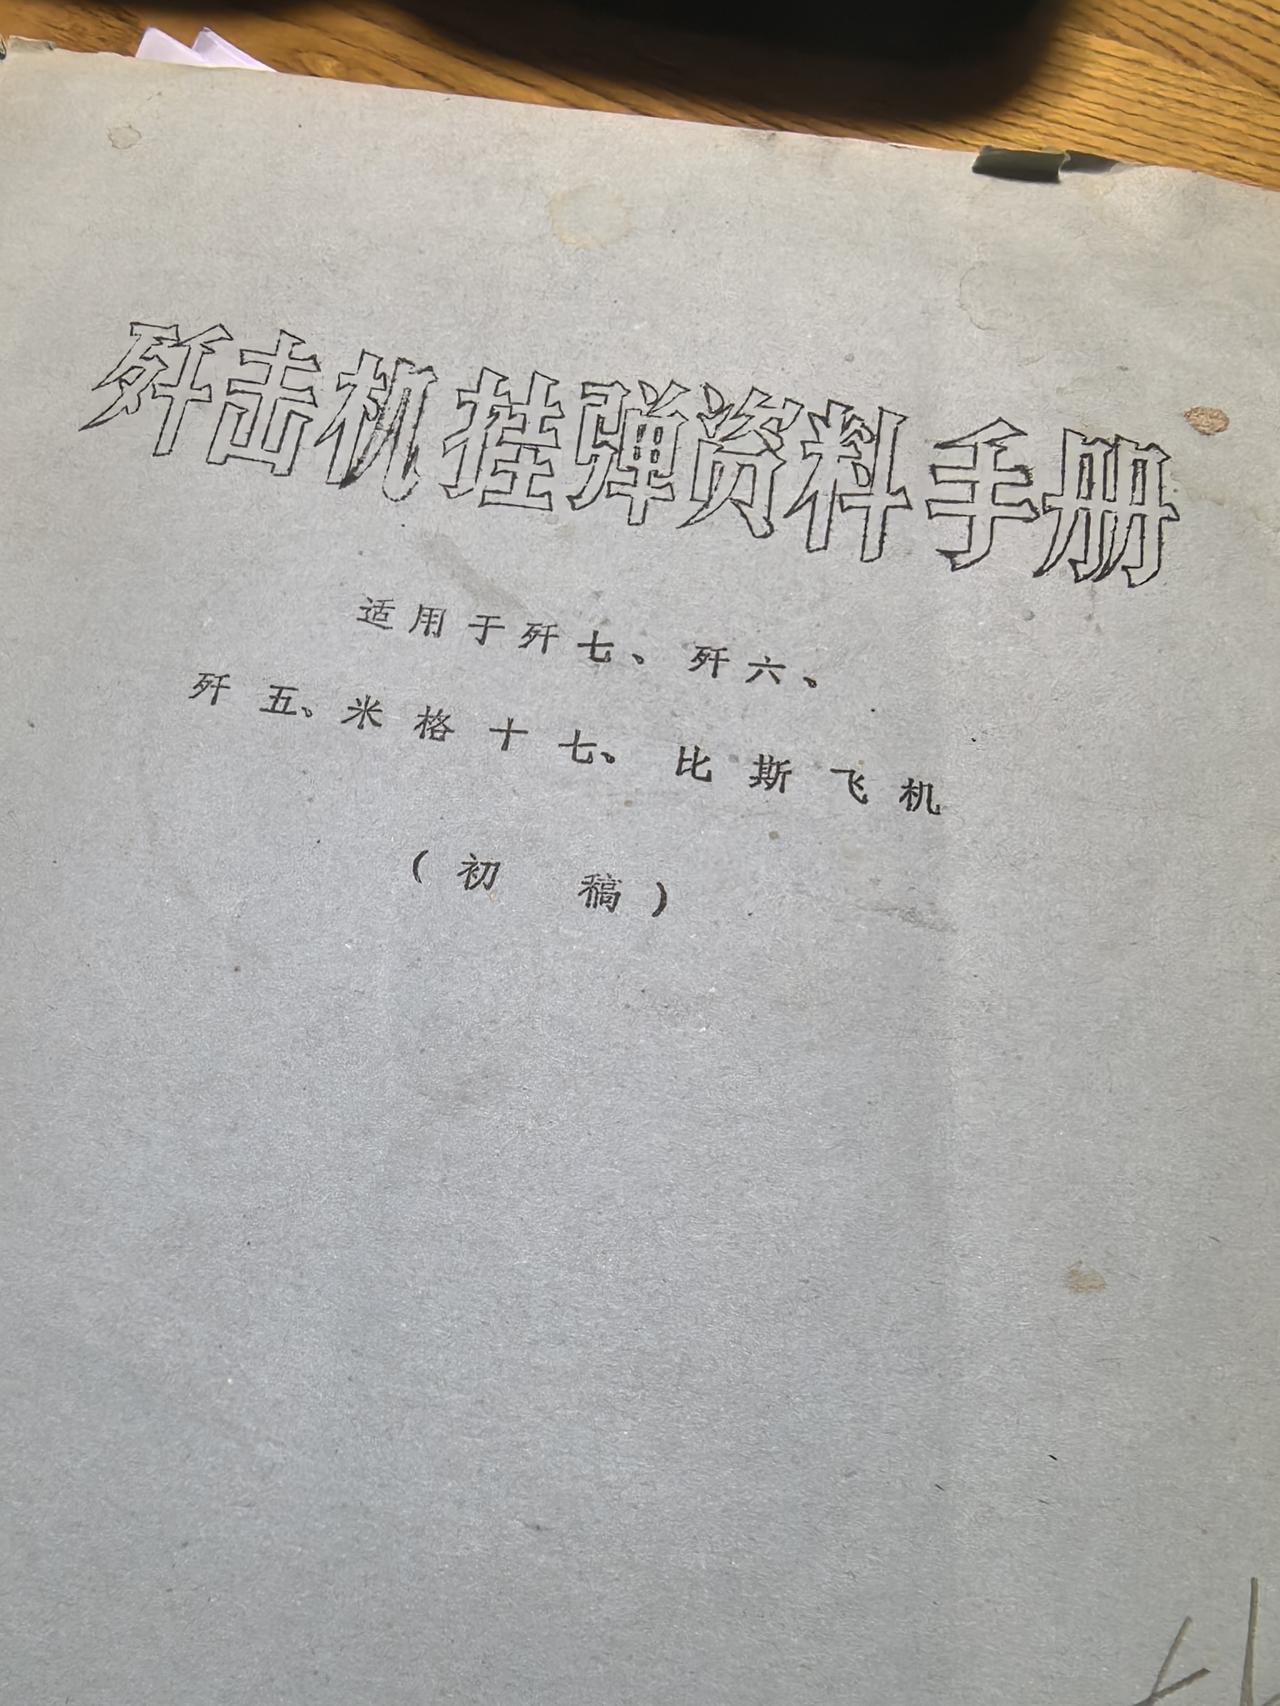 歼击机挂弹资料手册
适用于歼七、歼六、
歼五、米格十七、比斯飞机
（初 稿）